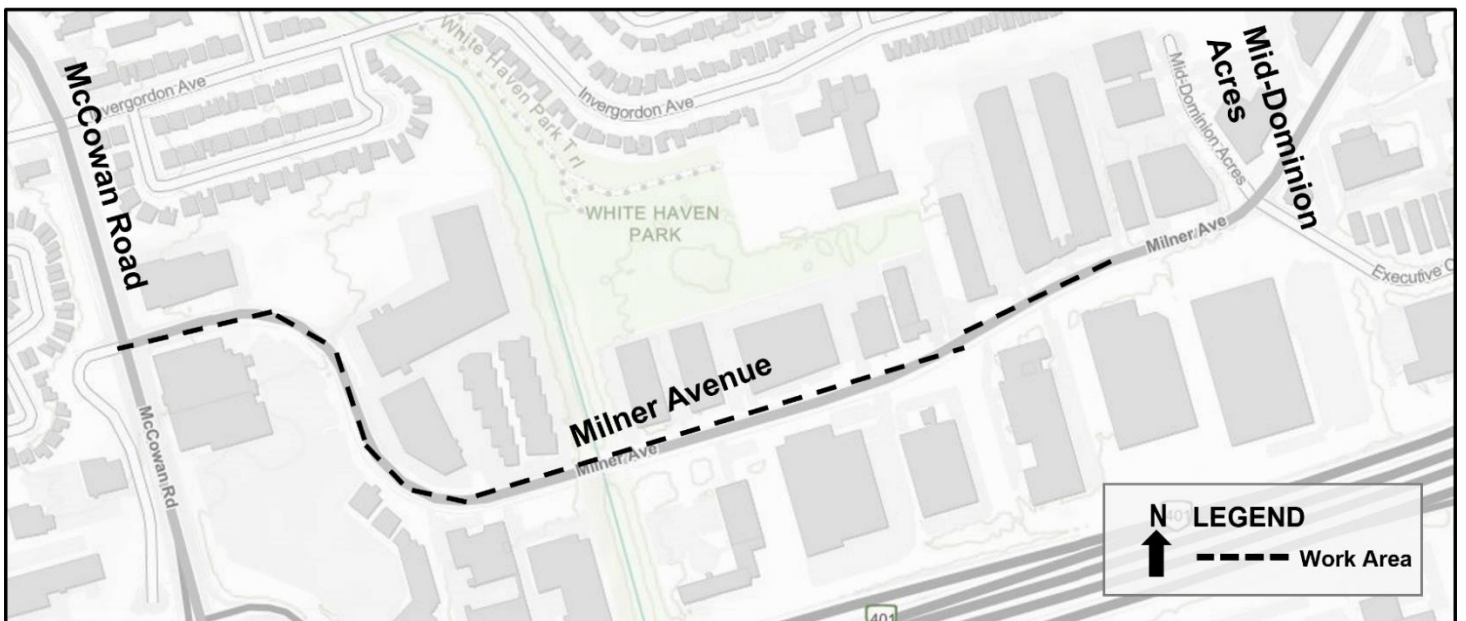 McCowan Road
Invergordon Ave
White Haven Park Trl
Invergordon Ave
Mid-Dominion
Acres
Mid-Dominion Acres
WHITE HAVEN
PARK
Milner Ave
Executive C
Milner Avenue
Milner Ave
McCowan Rd
N LEGEND
Work Area
401
401